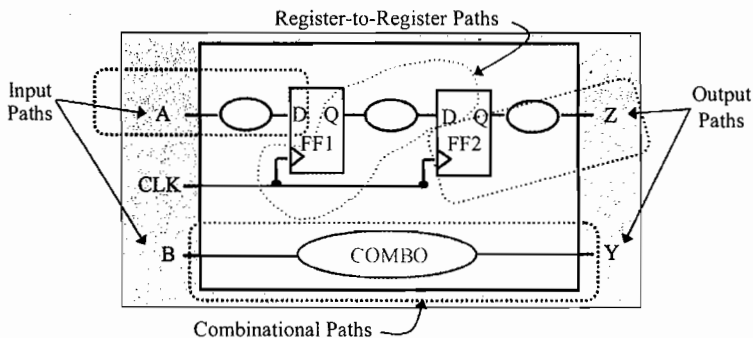 Register-to-Register Paths
Input
Paths
Output
Paths
A
D Q
FF1
D Q
FF2
Z
CLK
B
COMBO
Y
Combinational Paths